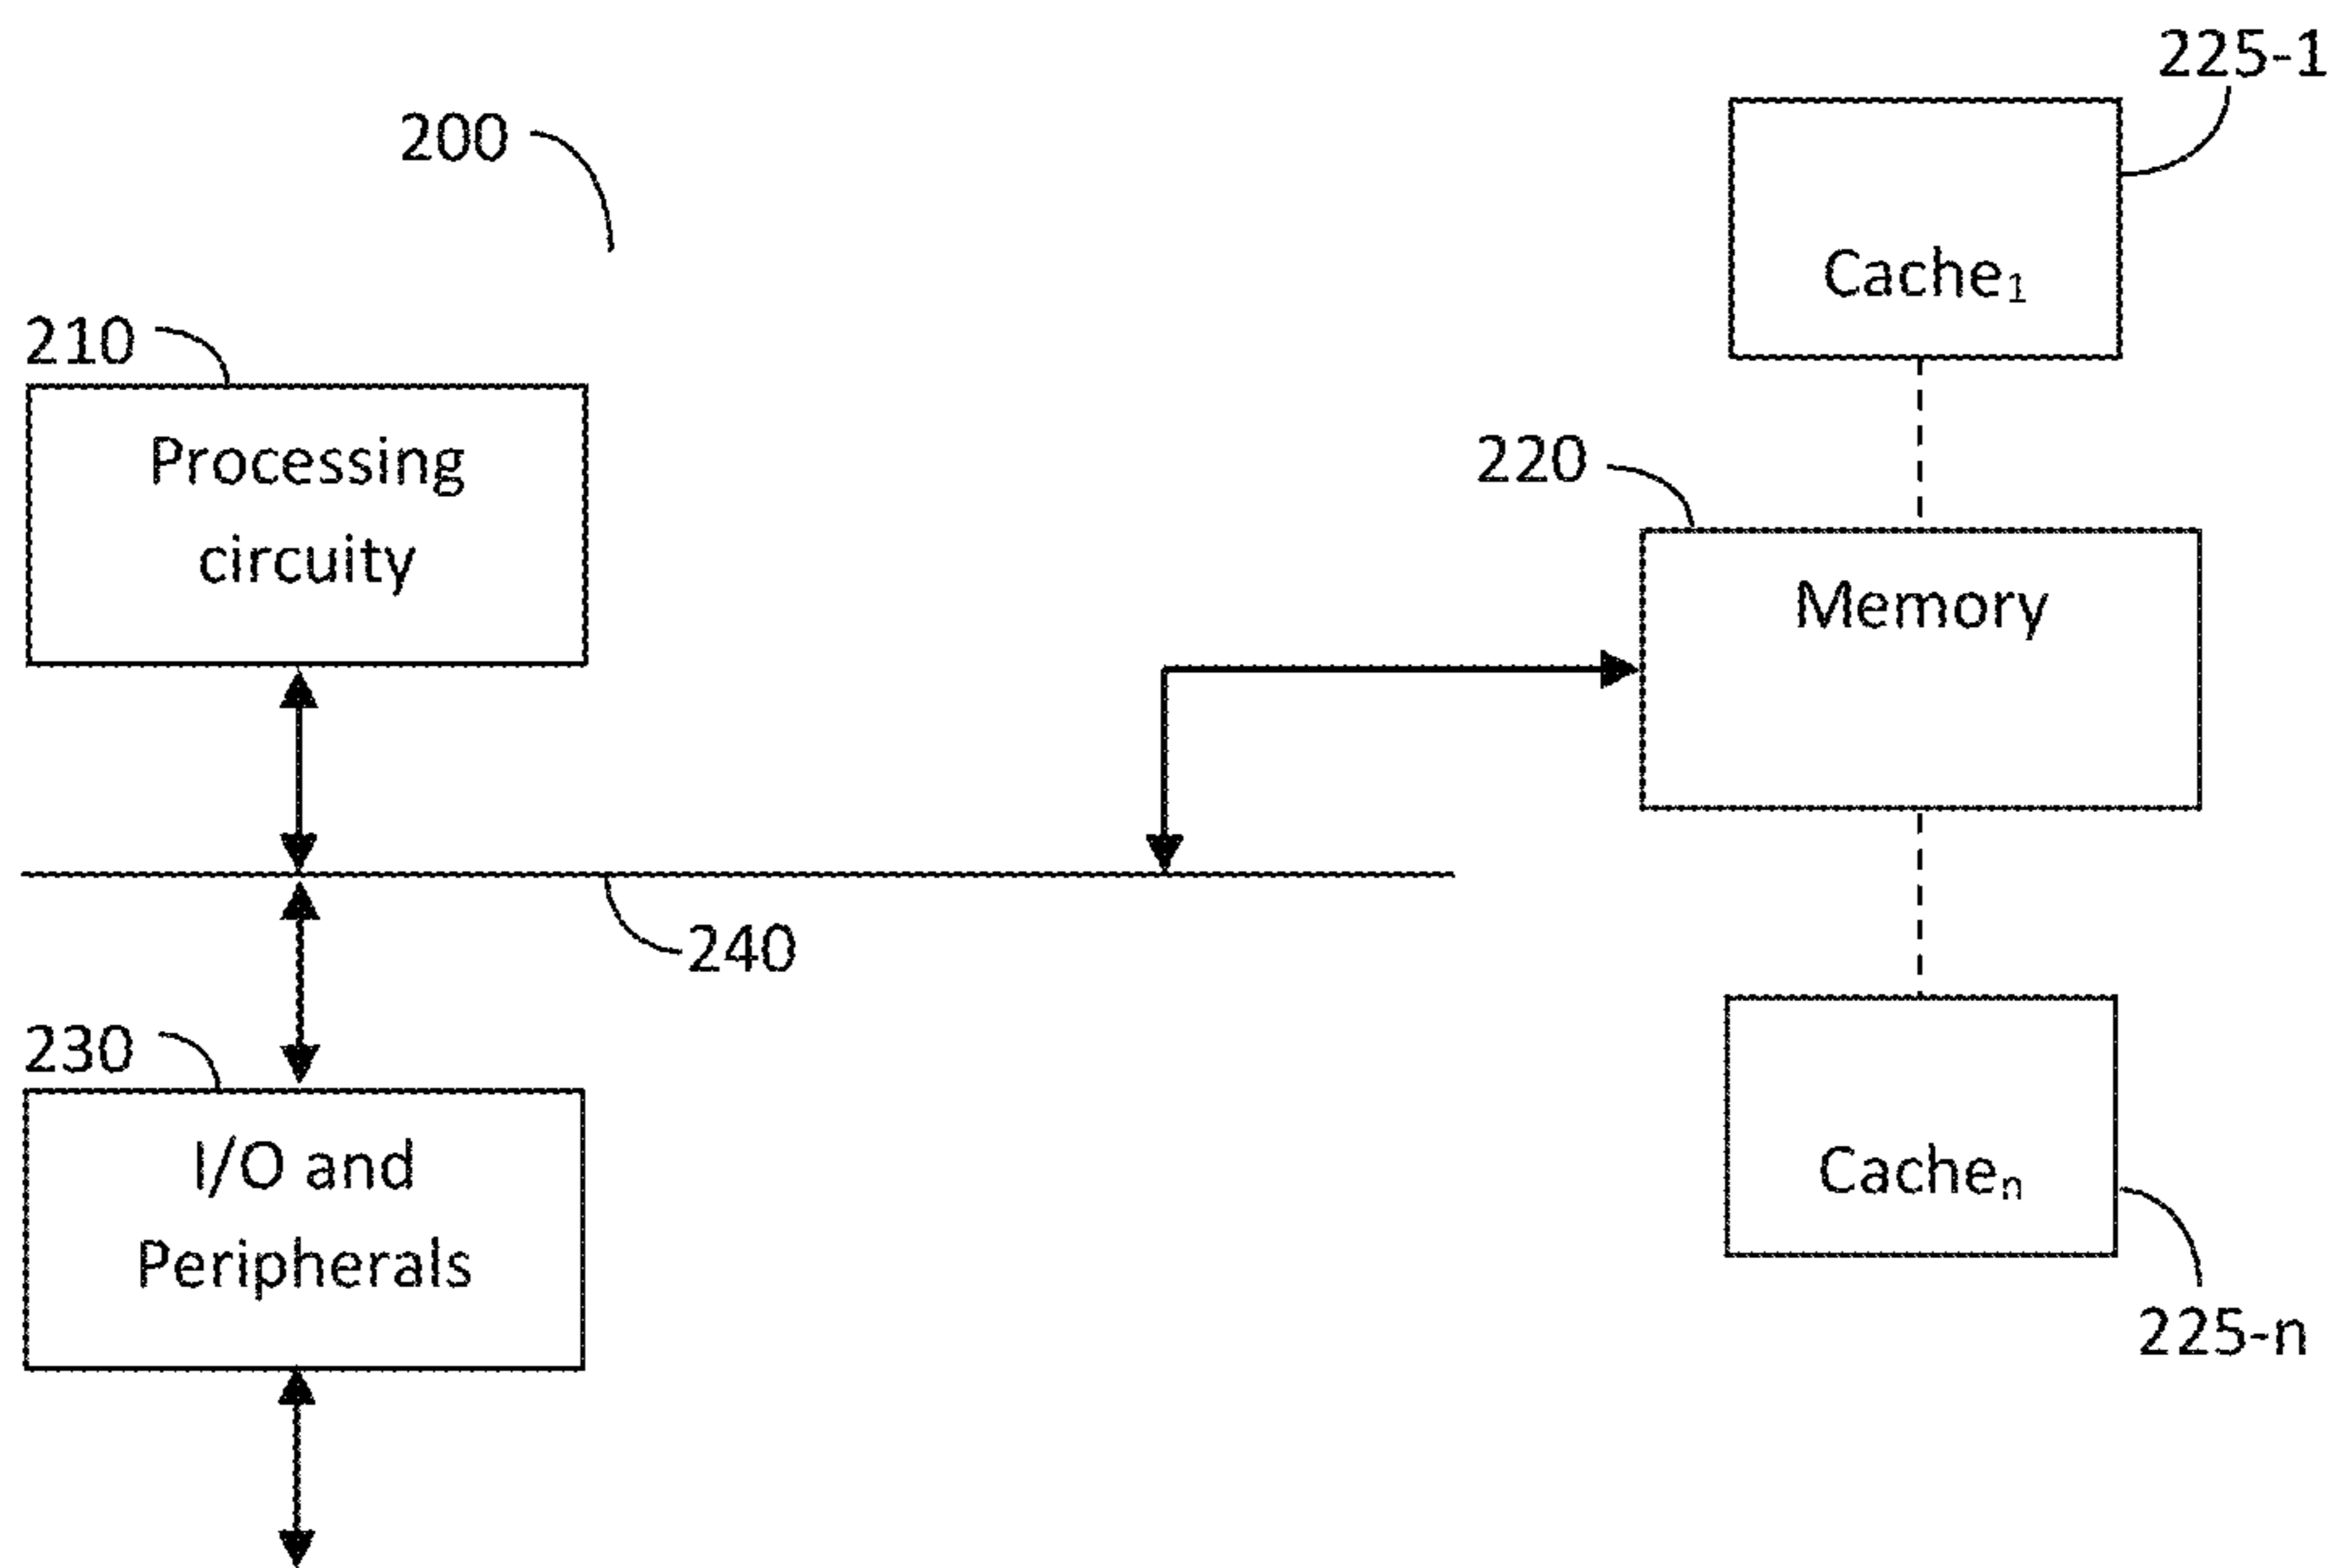 225-1
200
Cache₁
210
Processing
circuity
220
Memory
240
230
I/O and
Peripherals
Cacheₙ
225-n